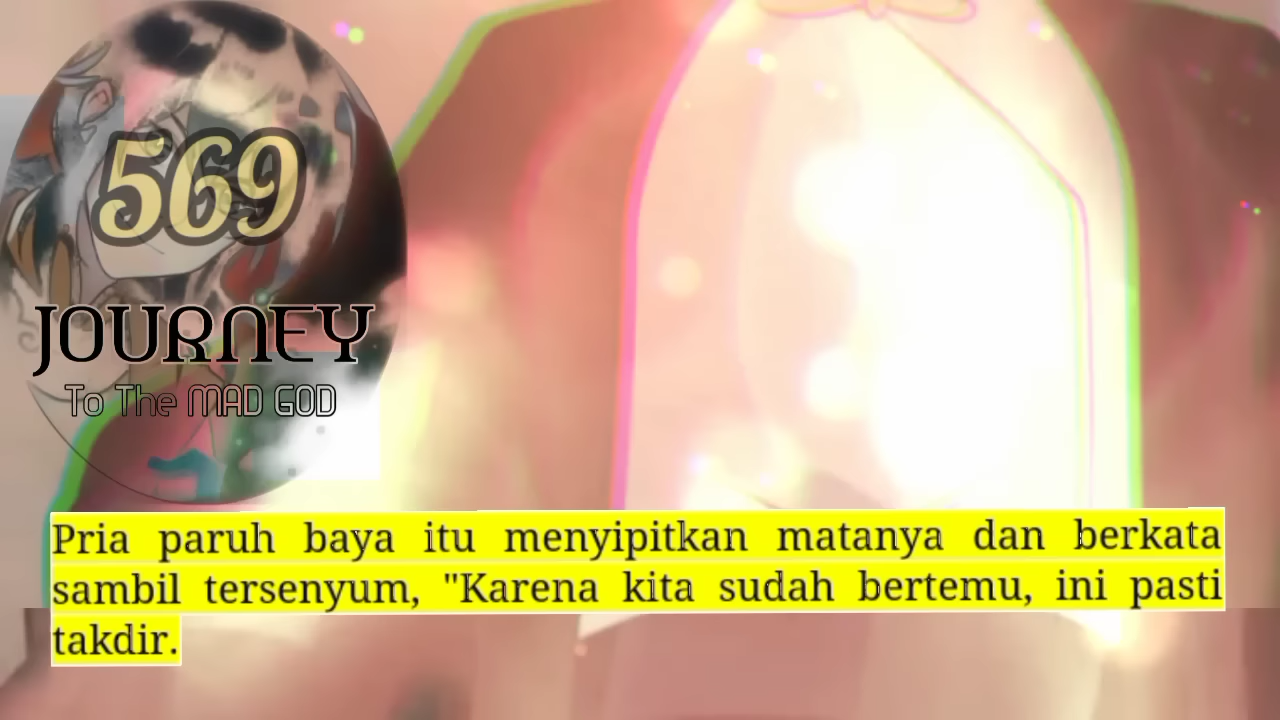 569
JOURNEY
To The MAD GOD
Pria paruh baya itu menyipitkan matanya dan berkata
sambil tersenyum, "Karena kita sudah bertemu, ini pasti
takdir.